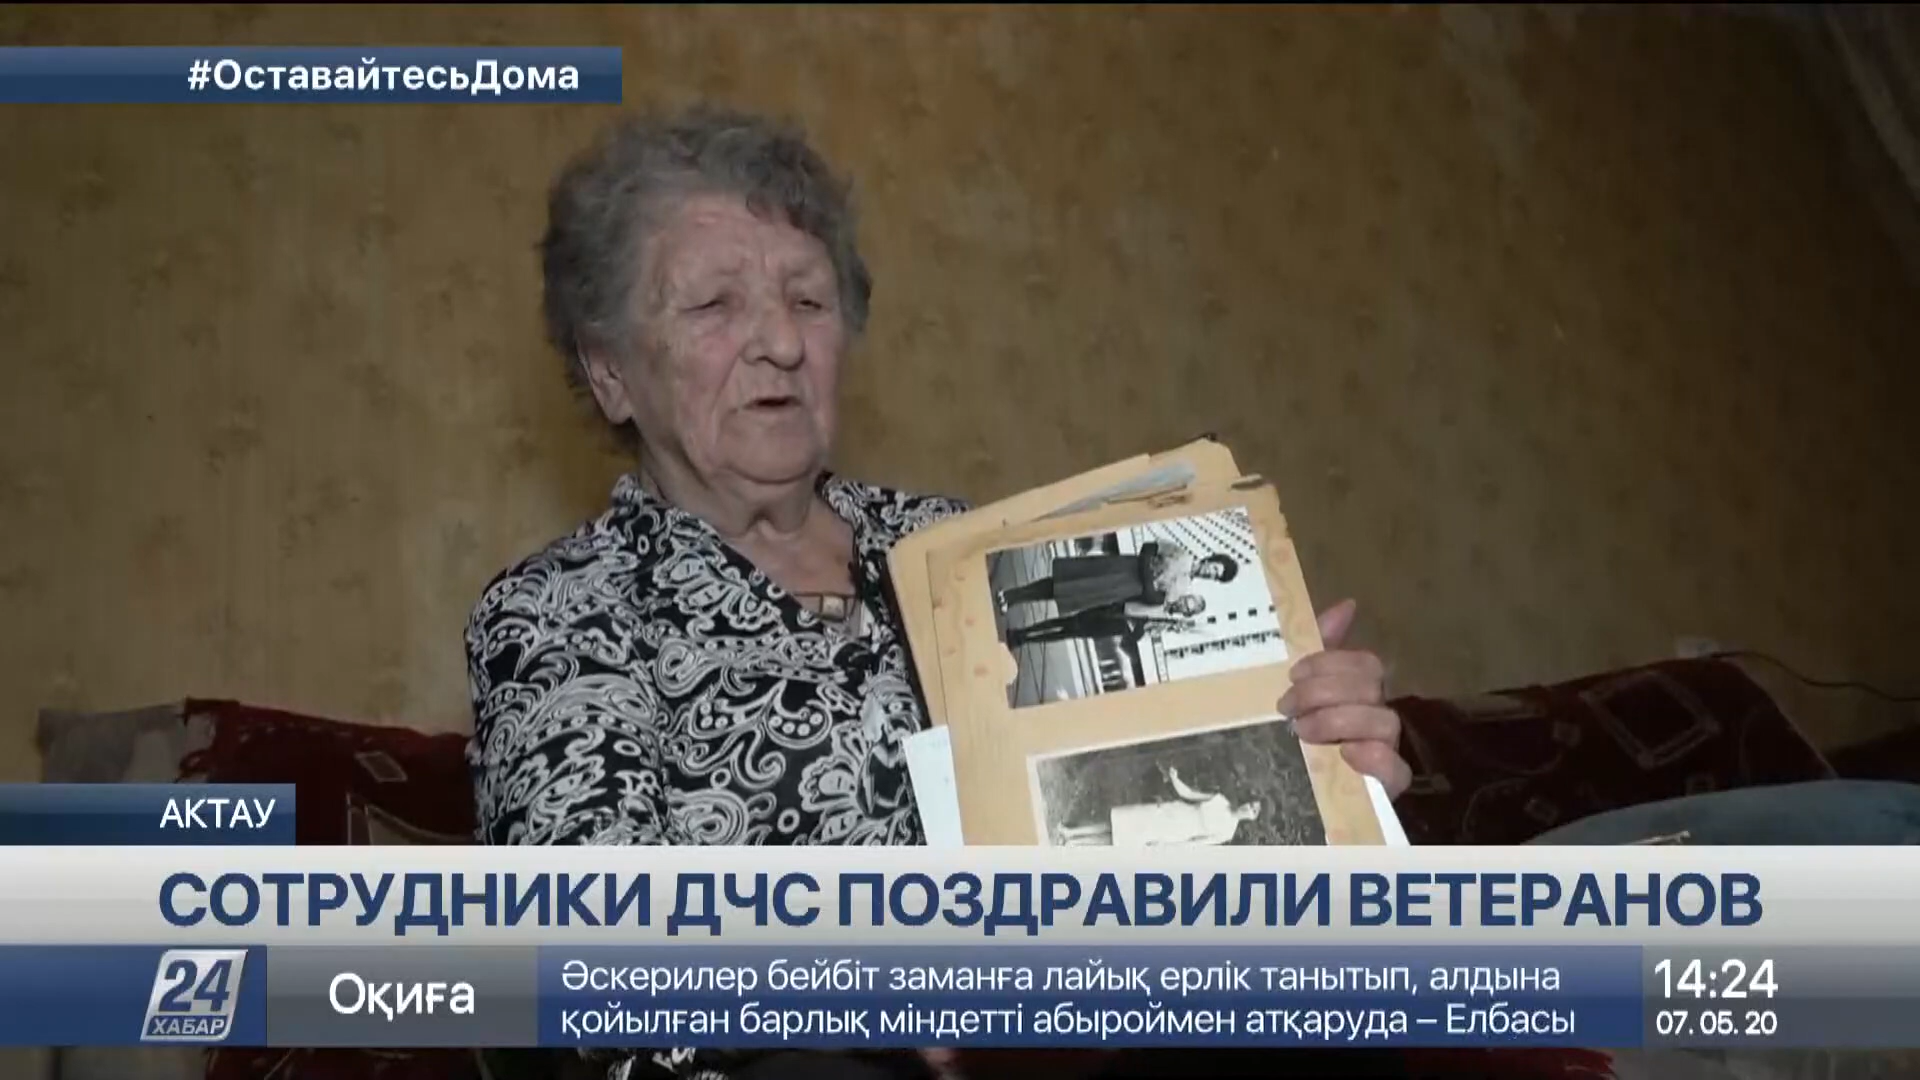 #ОставайтесьДома
АКТАУ
СОТРУДНИКИ ДЧС ПОЗДРАВИЛИ ВЕТЕРАНОВ
24
ХАБАР
Оқиға
Әскерилер бейбіт заманға лайық ерлік танытып, алдына
қойылған барлық міндетті абыроймен атқаруда – Елбасы
14:24
07. 05. 20